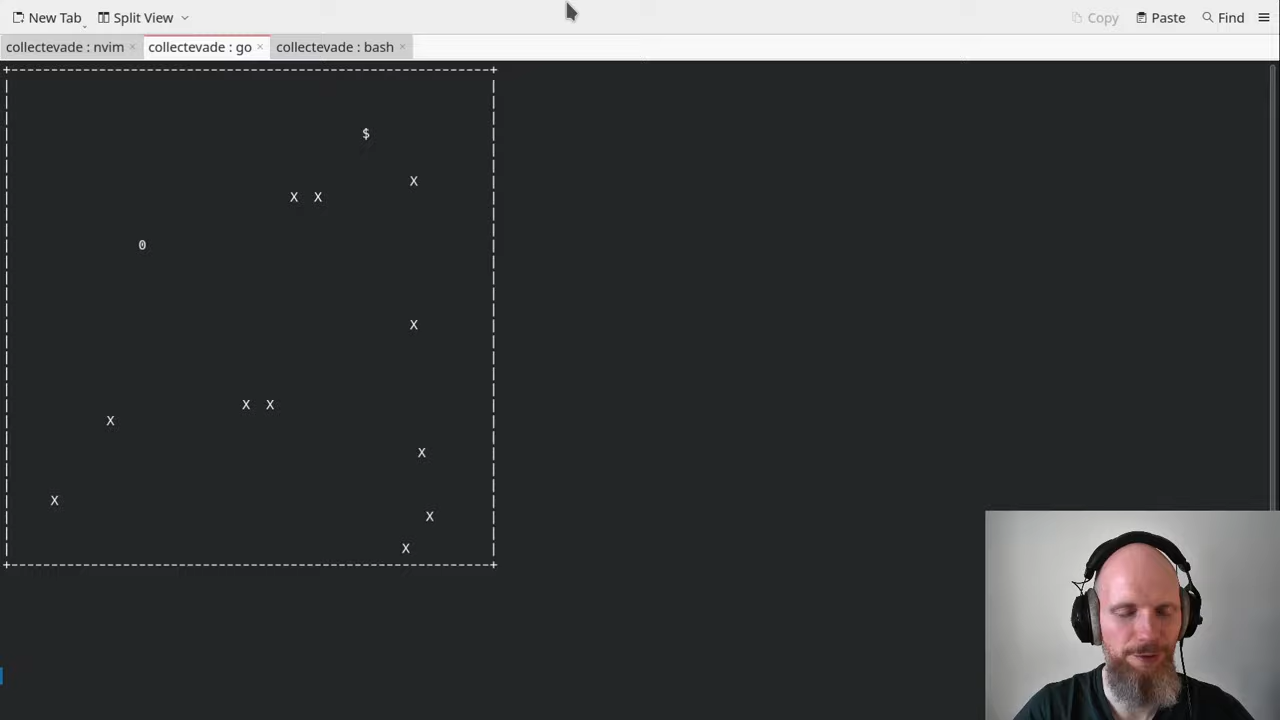 New Tab Split View Copy Paste Find
collectevade : nvim × collectevade : go × collectevade : bash ×
+------------------------------------------------------------+
$
X
X X
0
X
X X
X
X
X
X
X
+------------------------------------------------------------+